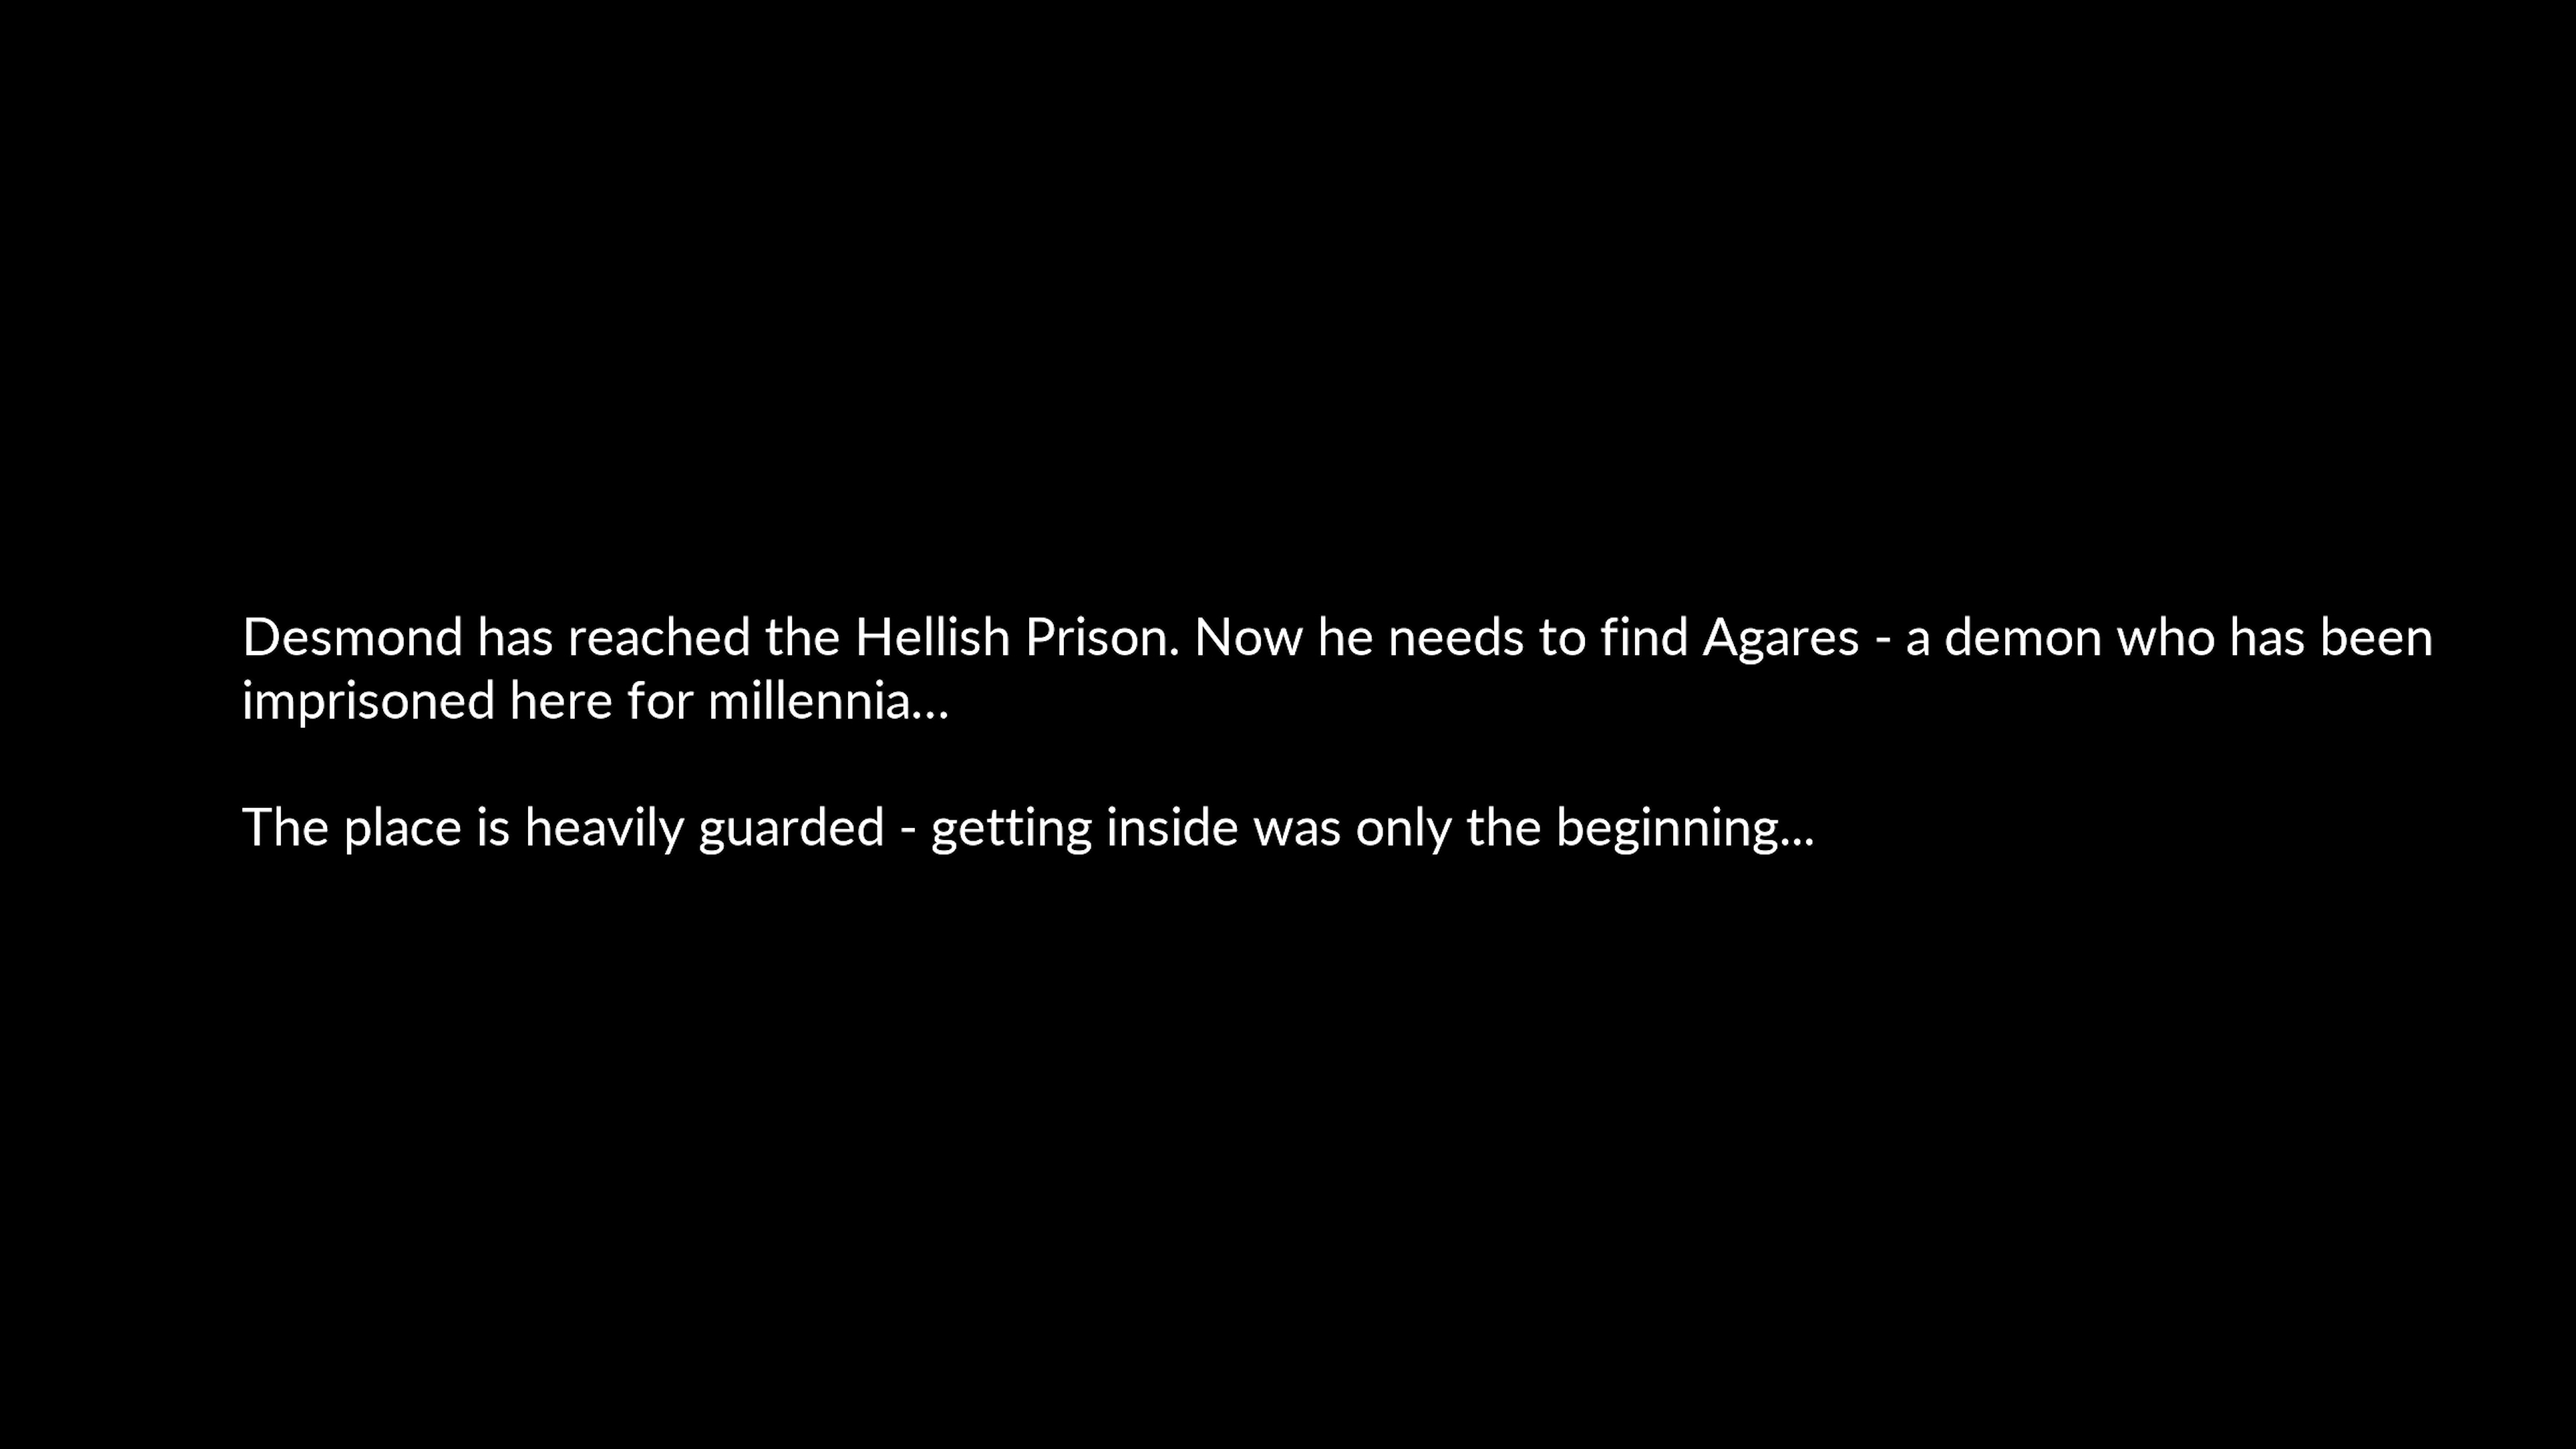 Desmond has reached the Hellish Prison. Now he needs to find Agares - a demon who has been
imprisoned here for millennia...
The place is heavily guarded - getting inside was only the beginning...